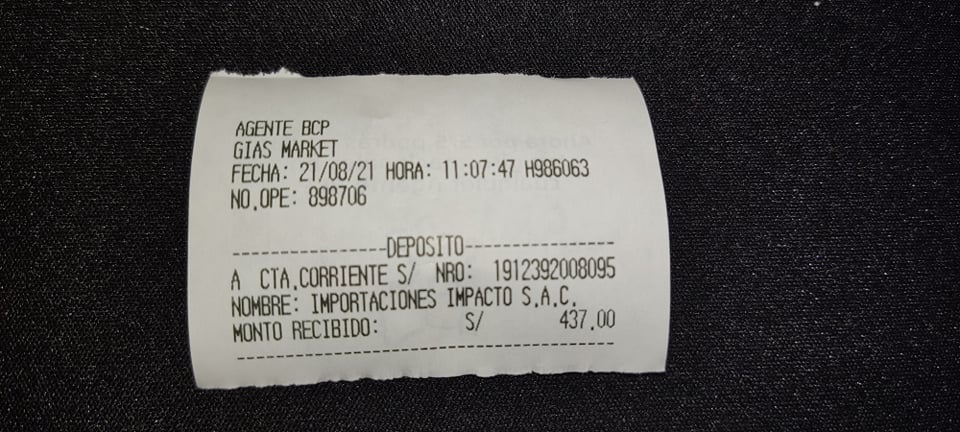 AGENTE BCP
GIAS MARKET
FECHA: 21/08/21 HORA: 11:07:47 H986063
NO.OPE: 898706
----------------DEPOSITO----------------
A CTA.CORRIENTE S/ NRO: 1912392008095
NOMBRE: IMPORTACIONES IMPACTO S.A.C.
MONTO RECIBIDO: S/ 437.00
----------------------------------------